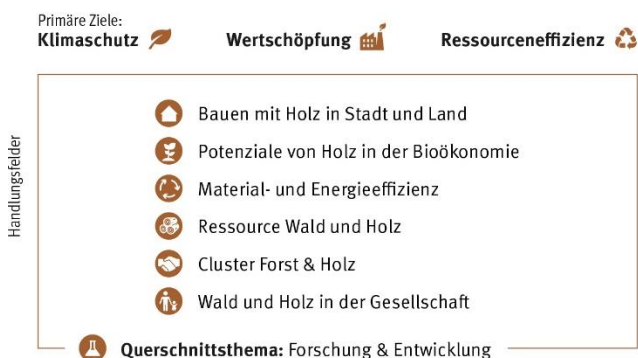 Primäre Ziele:
Klimaschutz Wertschöpfung Ressourceneffizienz
Handlungsfelder
Bauen mit Holz in Stadt und Land
Potenziale von Holz in der Bioökonomie
Material- und Energieeffizienz
Ressource Wald und Holz
Cluster Forst & Holz
Wald und Holz in der Gesellschaft
Querschnittsthema: Forschung & Entwicklung